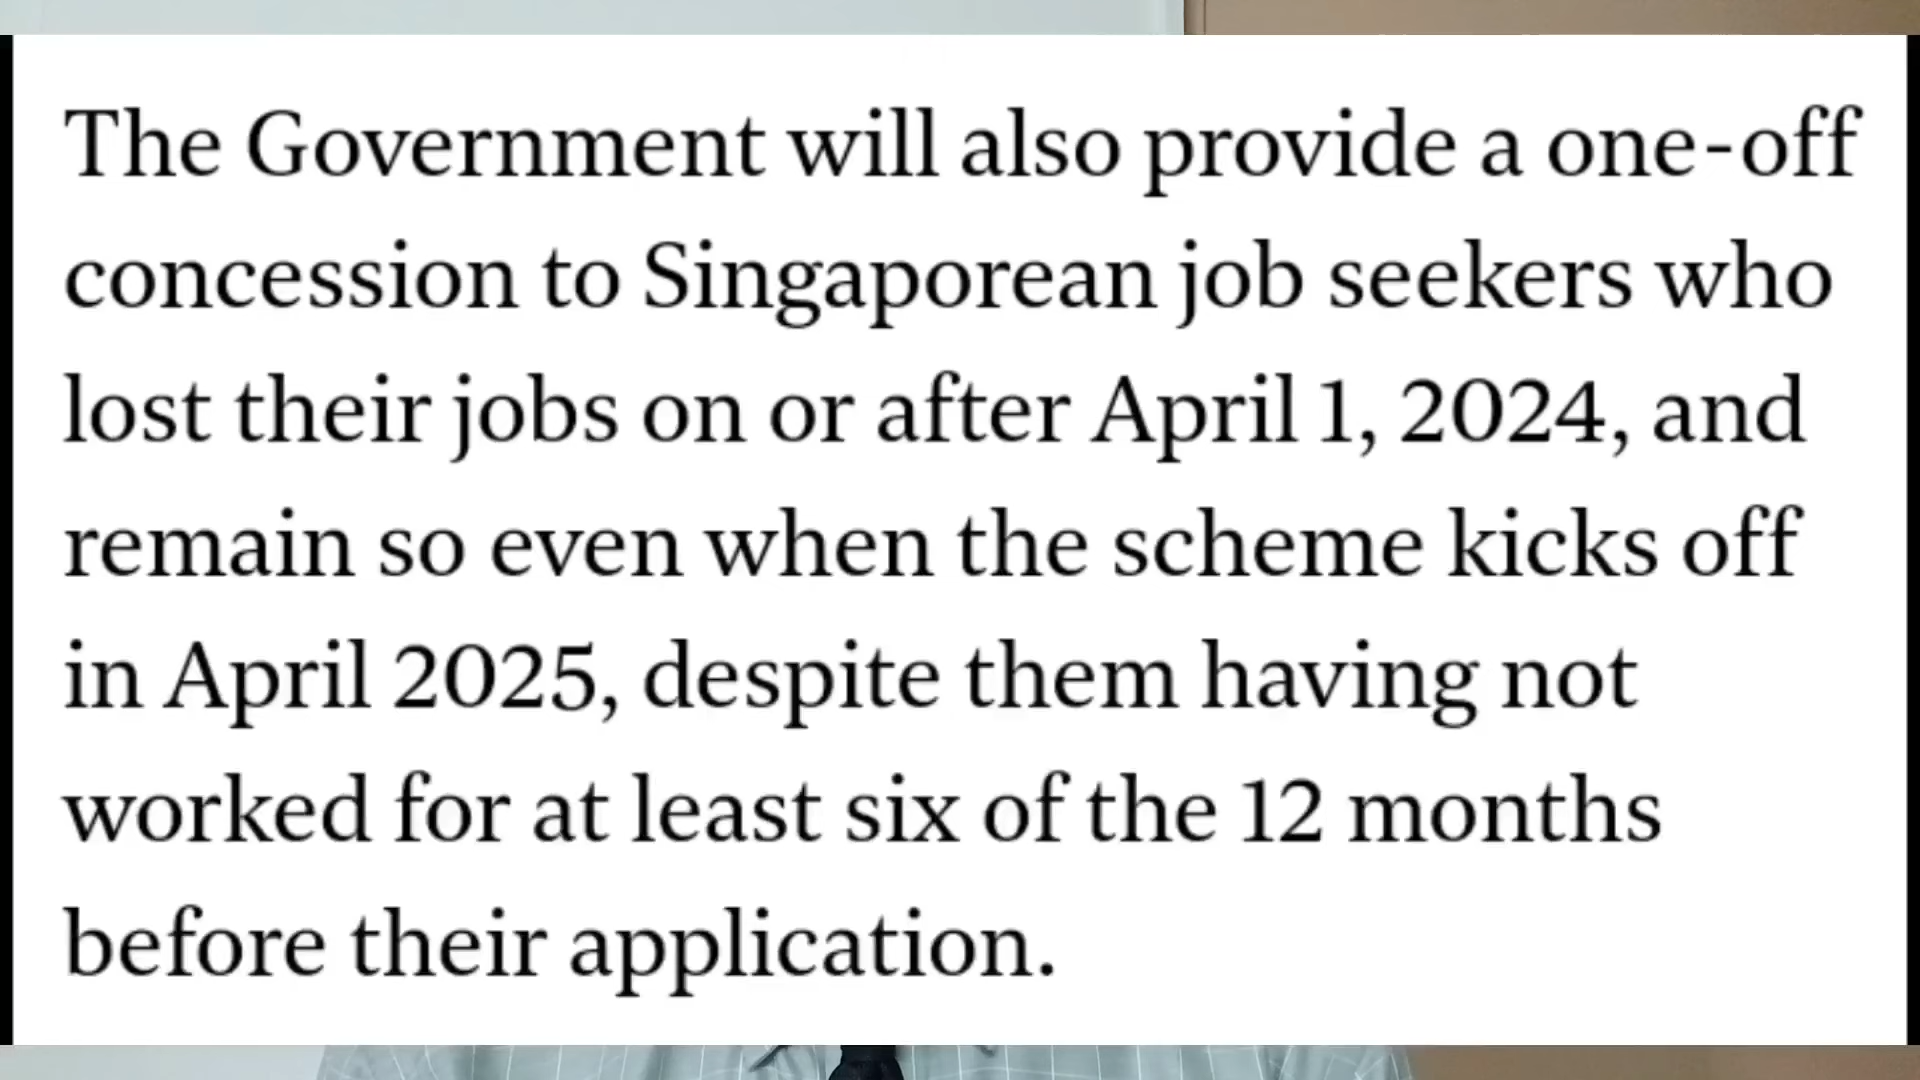 The Government will also provide a one-off
concession to Singaporean job seekers who
lost their jobs on or after April 1, 2024, and
remain so even when the scheme kicks off
in April 2025, despite them having not
worked for at least six of the 12 months
before their application.